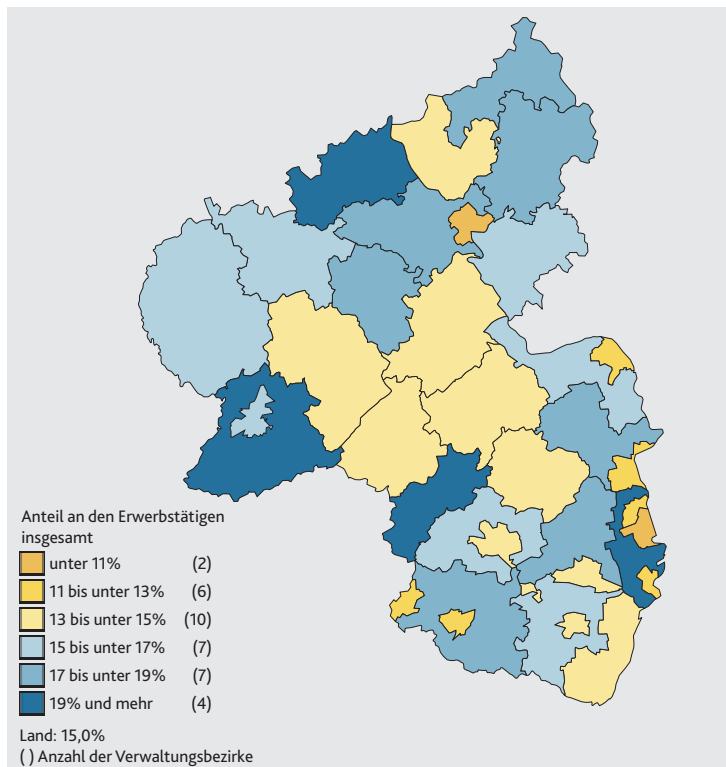 Anteil an den Erwerbstätigen
insgesamt
unter 11% (2)
11 bis unter 13% (6)
13 bis unter 15% (10)
15 bis unter 17% (7)
17 bis unter 19% (7)
19% und mehr (4)
Land: 15,0%
( ) Anzahl der Verwaltungsbezirke